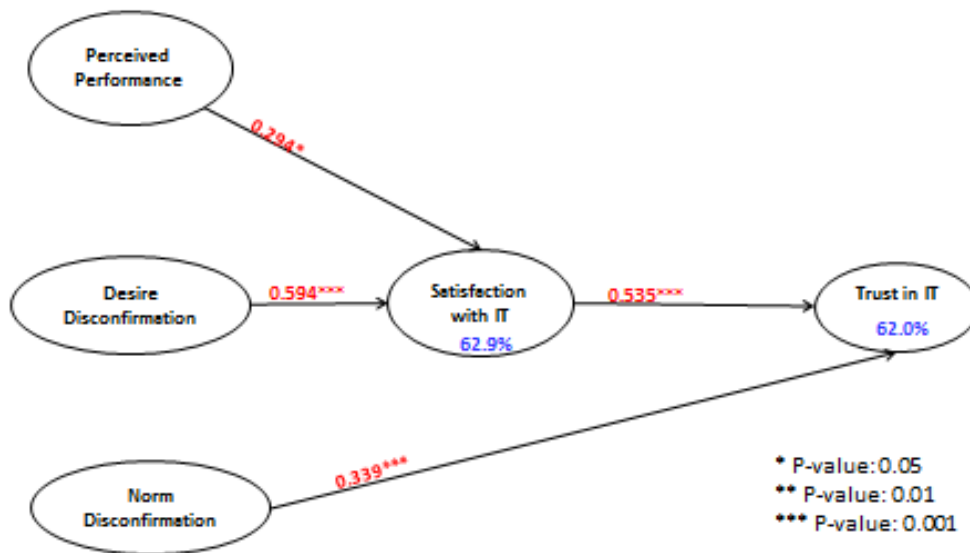 Perceived
Performance
0.294*
Desire
Disconfirmation
0.594***
Satisfaction
with IT
62.9%
0.535***
Trust in IT
62.0%
0.339***
Norm
Disconfirmation
* P-value: 0.05
** P-value: 0.01
*** P-value: 0.001